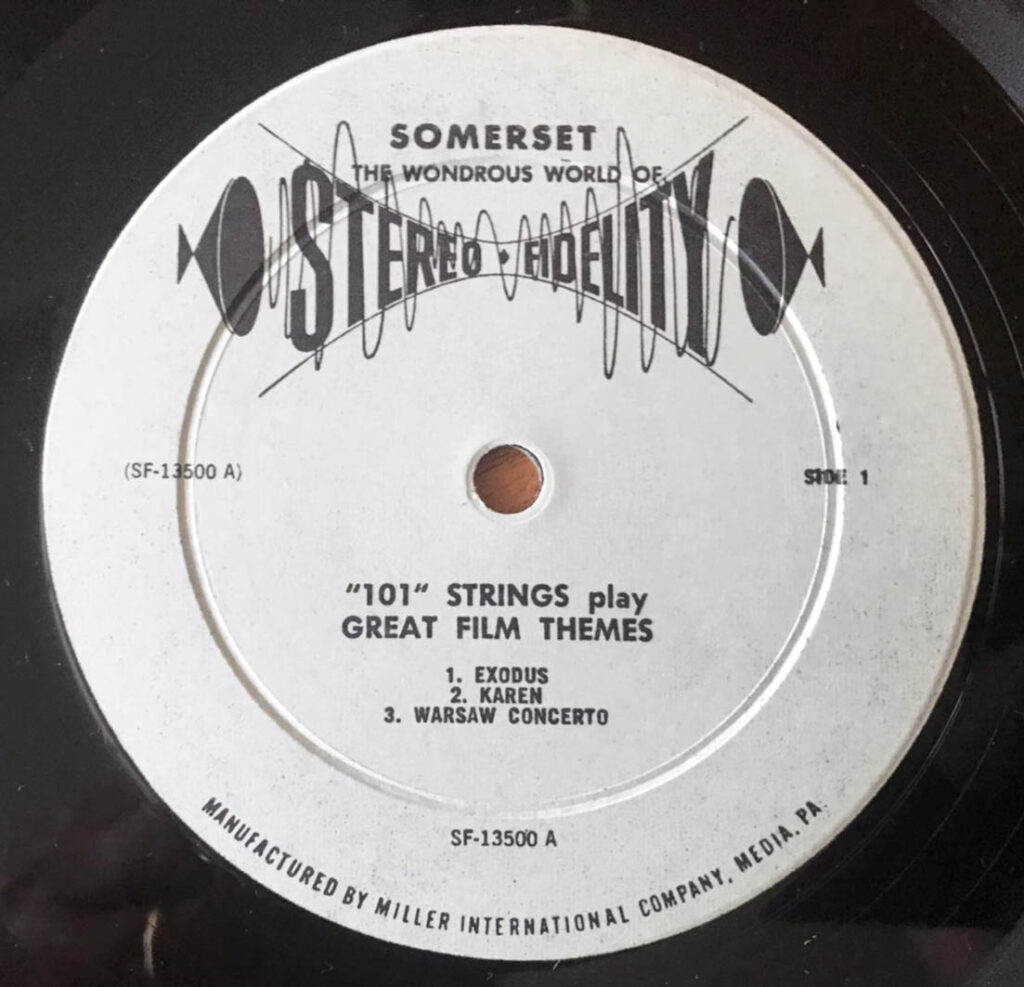 SOMERSET
THE WONDROUS WORLD OF
STEREO • FIDELITY
(SF-13500 A)
SIDE 1
"101" STRINGS play
GREAT FILM THEMES
1. EXODUS
2. KAREN
3. WARSAW CONCERTO
SF-13500 A
MANUFACTURED BY MILLER INTERNATIONAL COMPANY, MEDIA, PA